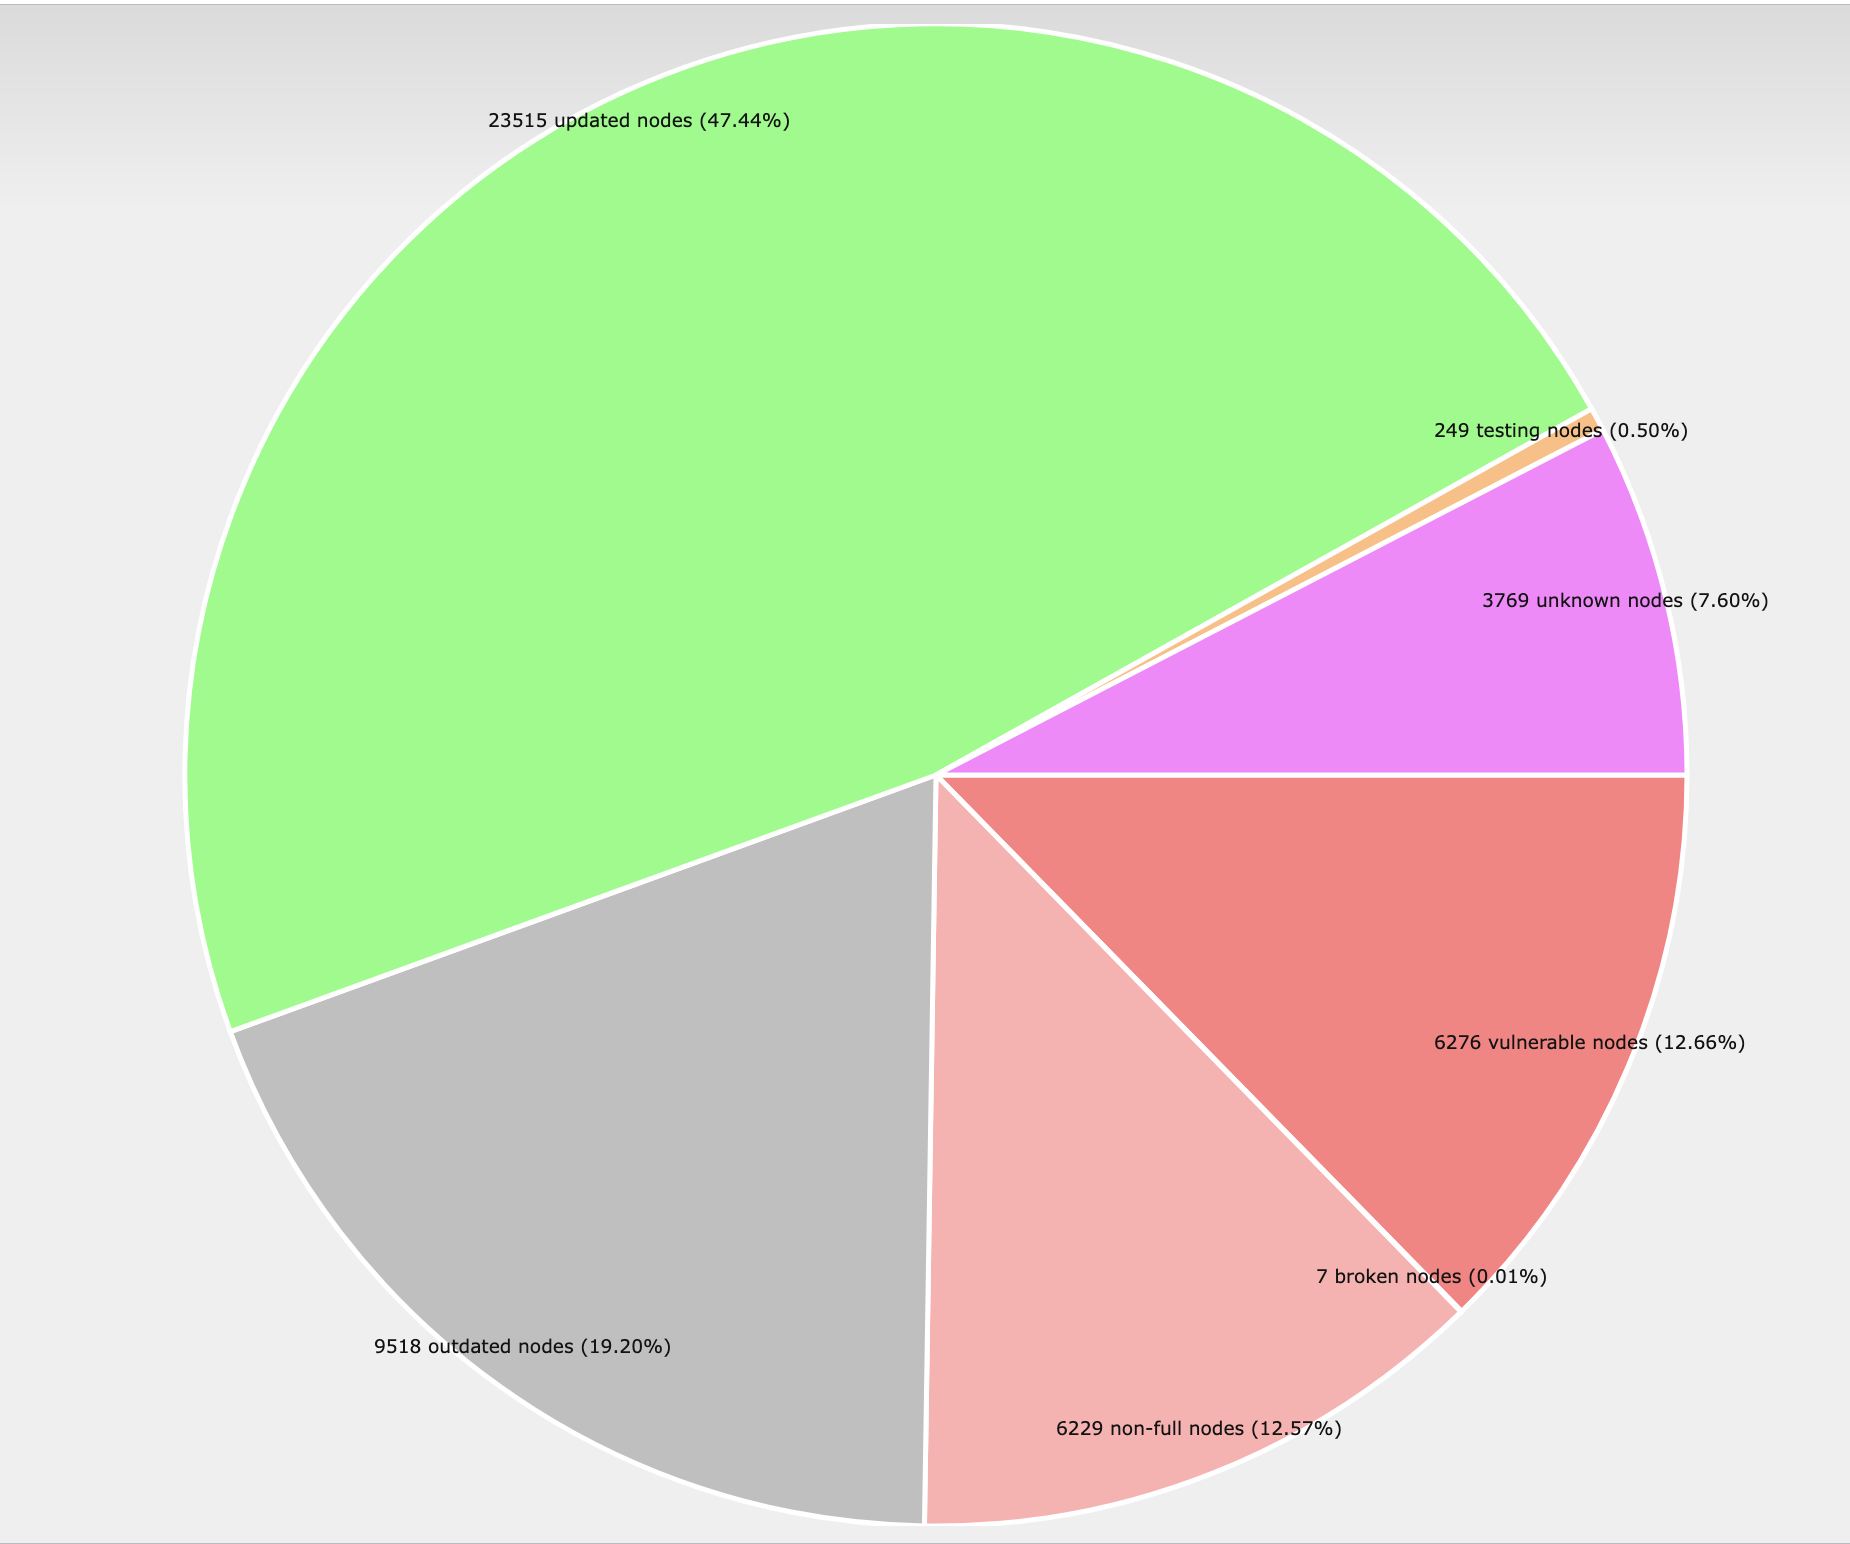 23515 updated nodes (47.44%)
249 testing nodes (0.50%)
3769 unknown nodes (7.60%)
6276 vulnerable nodes (12.66%)
7 broken nodes (0.01%)
9518 outdated nodes (19.20%)
6229 non-full nodes (12.57%)